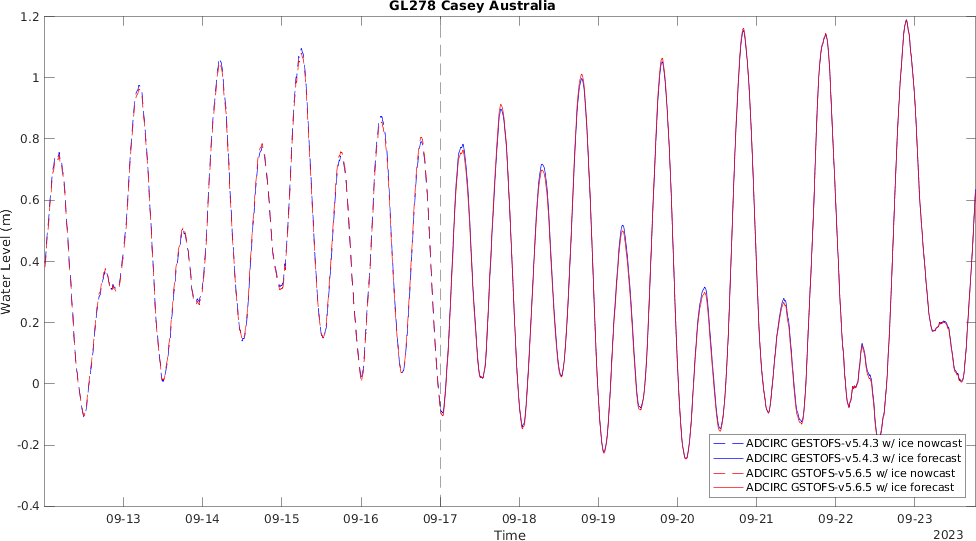 GL278 Casey Australia
1.2
1
0.8
0.6
0.4
0.2
0
-0.2
-0.4
Water Level (m)
09-13 09-14 09-15 09-16 09-17 09-18 09-19 09-20 09-21 09-22 09-23
Time
2023
ADCIRC GESTOFS-v5.4.3 w/ ice nowcast
ADCIRC GESTOFS-v5.4.3 w/ ice forecast
ADCIRC GSTOFS-v5.6.5 w/ ice nowcast
ADCIRC GSTOFS-v5.6.5 w/ ice forecast